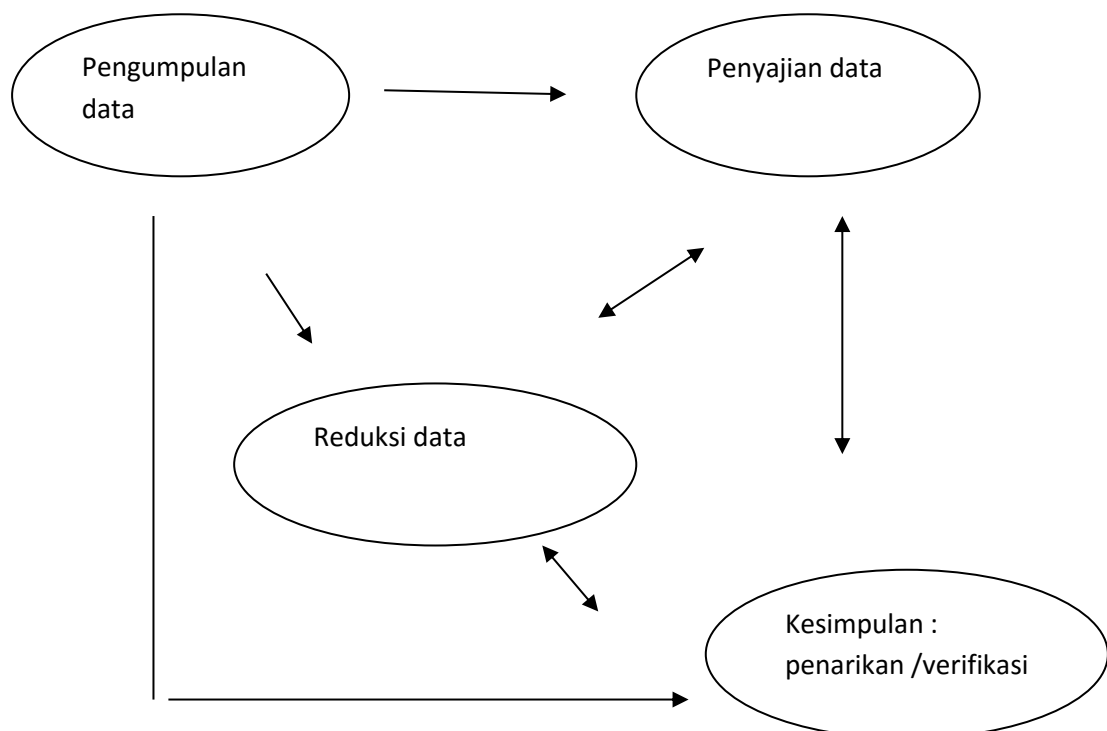 Pengumpulan
data
Penyajian data
Reduksi data
Kesimpulan :
penarikan /verifikasi